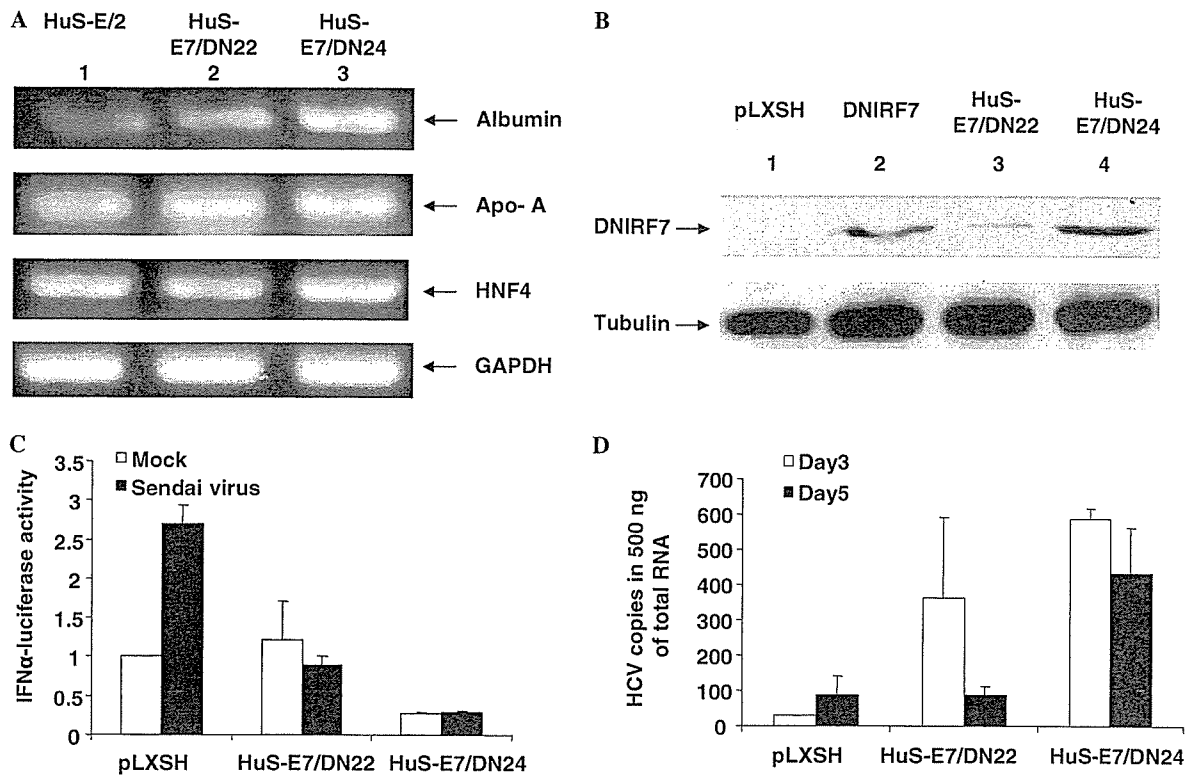 A
HuS-E/2
HuS-
E7/DN22
HuS-
E7/DN24
1
2
3
Albumin
Apo- A
HNF4
GAPDH
B
pLXSH
DNIRF7
HuS-
E7/DN22
HuS-
E7/DN24
1
2
3
4
DNIRF7
Tubulin
C
IFNα-luciferase activity
3.5
3
2.5
2
1.5
1
0.5
0
Mock
Sendai virus
pLXSH
HuS-E7/DN22
HuS-E7/DN24
D
HCV copies in 500 ng
of total RNA
700
600
500
400
300
200
100
0
Day3
Day5
pLXSH
HuS-E7/DN22
HuS-E7/DN24